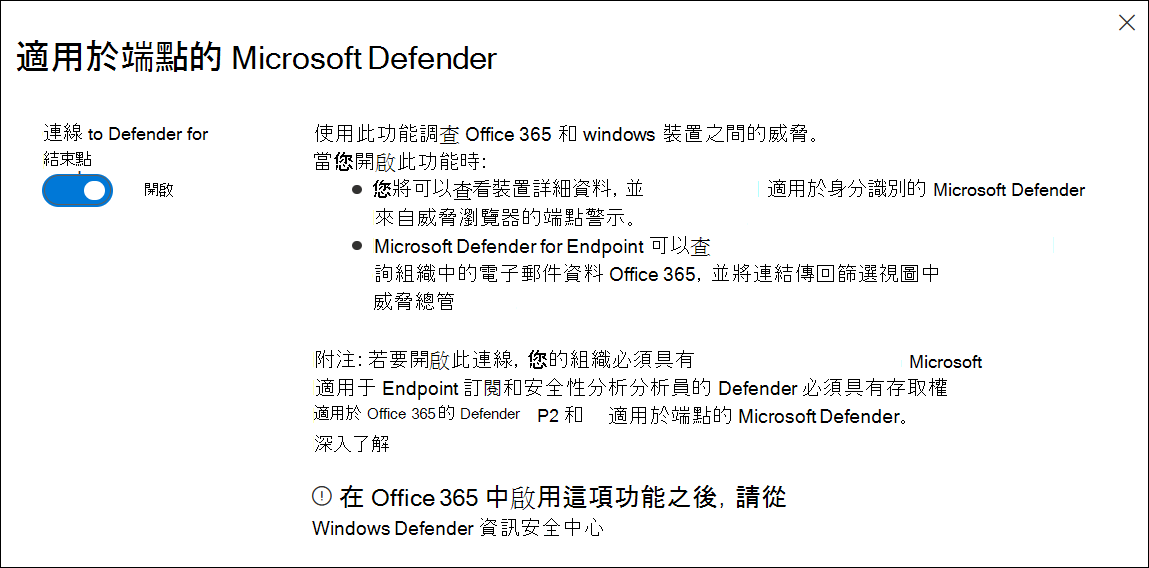 適用於端點的 Microsoft Defender
連線 to Defender for
結束點
開啟
使用此功能調查 Office 365 和 windows 裝置之間的威脅。
當您開啟此功能時:
您將可以查看裝置詳細資料, 並 適用於身分識別的 Microsoft Defender
來自威脅瀏覽器的端點警示。
Microsoft Defender for Endpoint 可以查
詢組織中的電子郵件資料 Office 365, 並將連結傳回篩選視圖中
威脅總管
附注: 若要開啟此連線, 您的組織必須具有 Microsoft
適用于 Endpoint 訂閱和安全性分析分析員的 Defender 必須具有存取權
適用於 Office 365的 Defender P2 和 適用於端點的 Microsoft Defender。
深入了解
在 Office 365 中啟用這項功能之後, 請從
Windows Defender 資訊安全中心